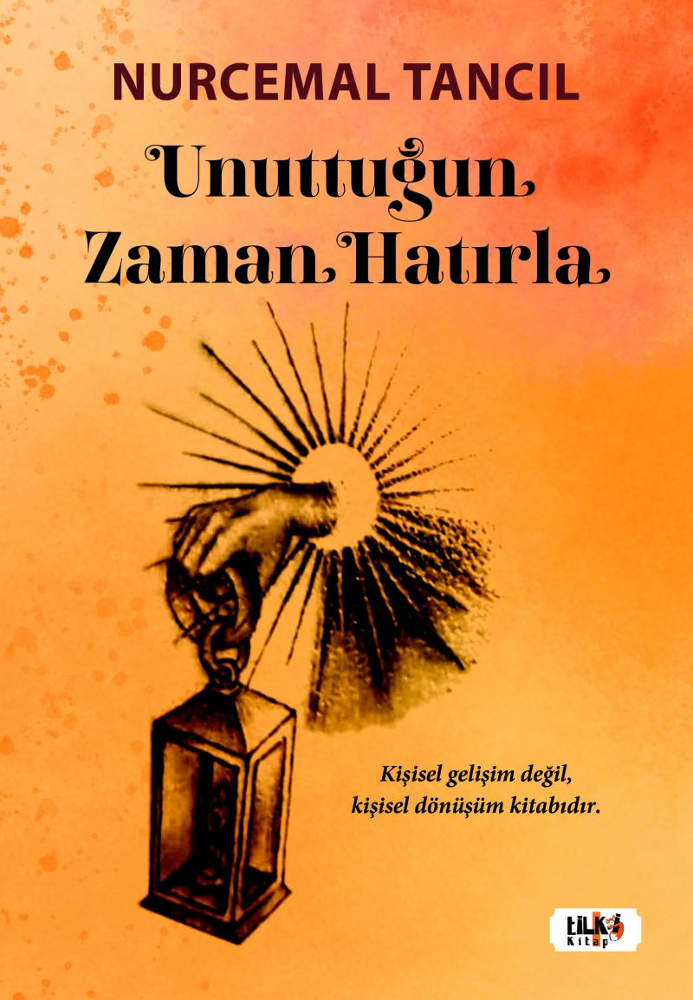 NURCEMAL TANCIL
Unuttuğun
Zaman Hatırla
Kişisel gelişim değil,
kişisel dönüşüm kitabıdır.
tiLKi
Kitap